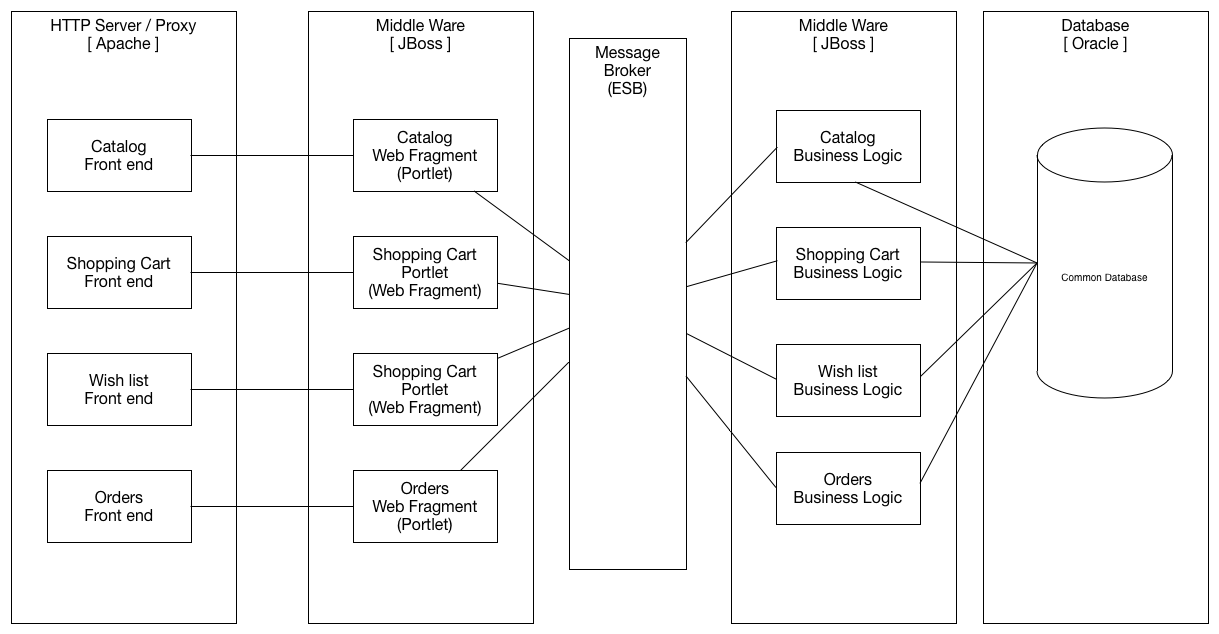 HTTP Server / Proxy
[ Apache ]
Catalog
Front end
Shopping Cart
Front end
Wish list
Front end
Orders
Front end
Middle Ware
[ JBoss ]
Catalog
Web Fragment
(Portlet)
Shopping Cart
Portlet
(Web Fragment)
Shopping Cart
Portlet
(Web Fragment)
Orders
Web Fragment
(Portlet)
Message
Broker
(ESB)
Middle Ware
[ JBoss ]
Catalog
Business Logic
Shopping Cart
Business Logic
Wish list
Business Logic
Orders
Business Logic
Database
[ Oracle ]
Common Database